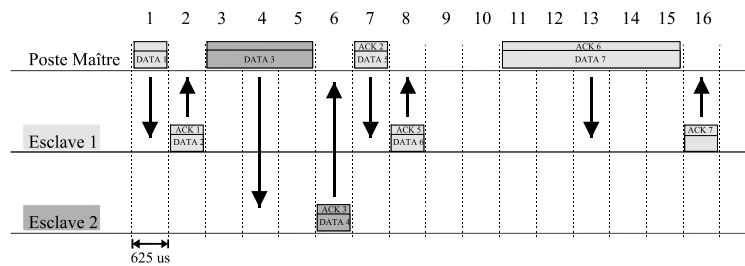 1 2 3 4 5 6 7 8 9 10 11 12 13 14 15 16
Poste Maître
DATA 1
DATA 3
ACK 2
DATA 5
ACK 6
DATA 7
Esclave 1
ACK 1
DATA 2
ACK 5
DATA 6
ACK 7
Esclave 2
ACK 3
DATA 4
625 us